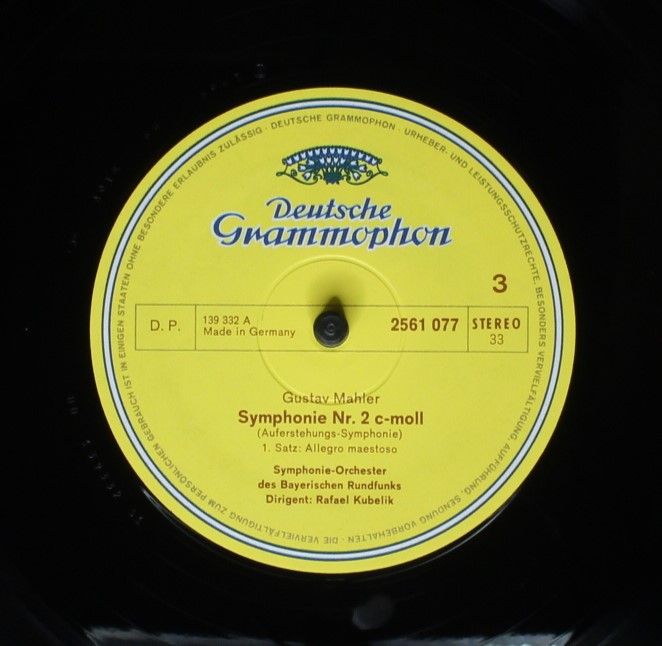 DEUTSCHE GRAMMOPHON · URHEBER- UND LEISTUNGSSCHUTZRECHTE, BESONDERS VERVIELFÄLTIGUNG, AUFFÜHRUNG, SENDUNG VORBEHALTEN · DIE VERVIELFÄLTIGUNG ZUM PERSÖNLICHEN GEBRAUCH IST IN EINIGEN STAATEN OHNE BESONDERE ERLAUBNIS ZULÄSSIG ·
Deutsche
Grammophon
3
D. P.
139 332 A
Made in Germany
2561 077
STEREO
33
Gustav Mahler
Symphonie Nr. 2 c-moll
(Auferstehungs-Symphonie)
1. Satz: Allegro maestoso
Symphonie-Orchester
des Bayerischen Rundfunks
Dirigent: Rafael Kubelik